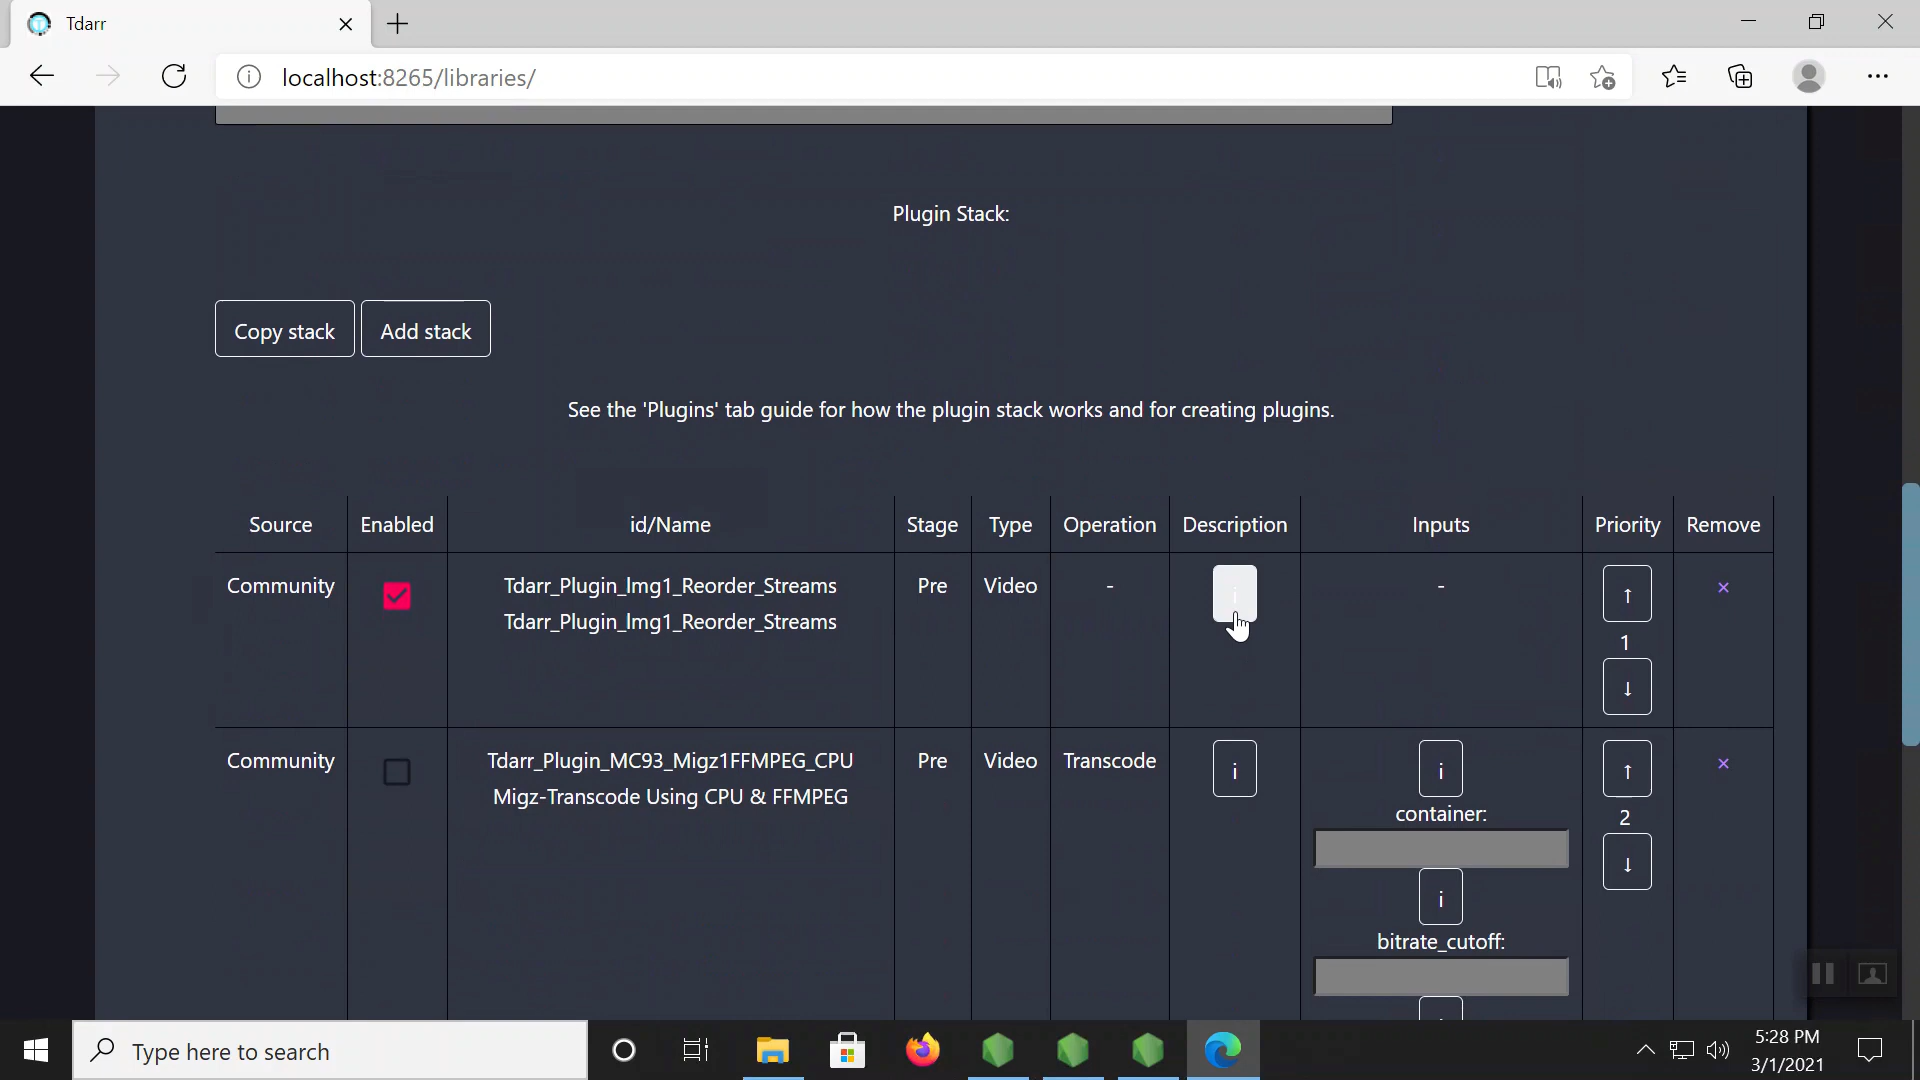 Tdarr
localhost:8265/libraries/
Plugin Stack:
Copy stack Add stack
See the 'Plugins' tab guide for how the plugin stack works and for creating plugins.
Source Enabled id/Name Stage Type Operation Description Inputs Priority Remove
Community Tdarr_Plugin_lmg1_Reorder_Streams Pre Video - i - ↑ ×
Tdarr_Plugin_lmg1_Reorder_Streams
1
↓
Community Tdarr_Plugin_MC93_Migz1FFMPEG_CPU Pre Video Transcode i i ↑ ×
Migz-Transcode Using CPU & FFMPEG
container:
2
↓
i
bitrate_cutoff:
Type here to search
5:28 PM
3/1/2021